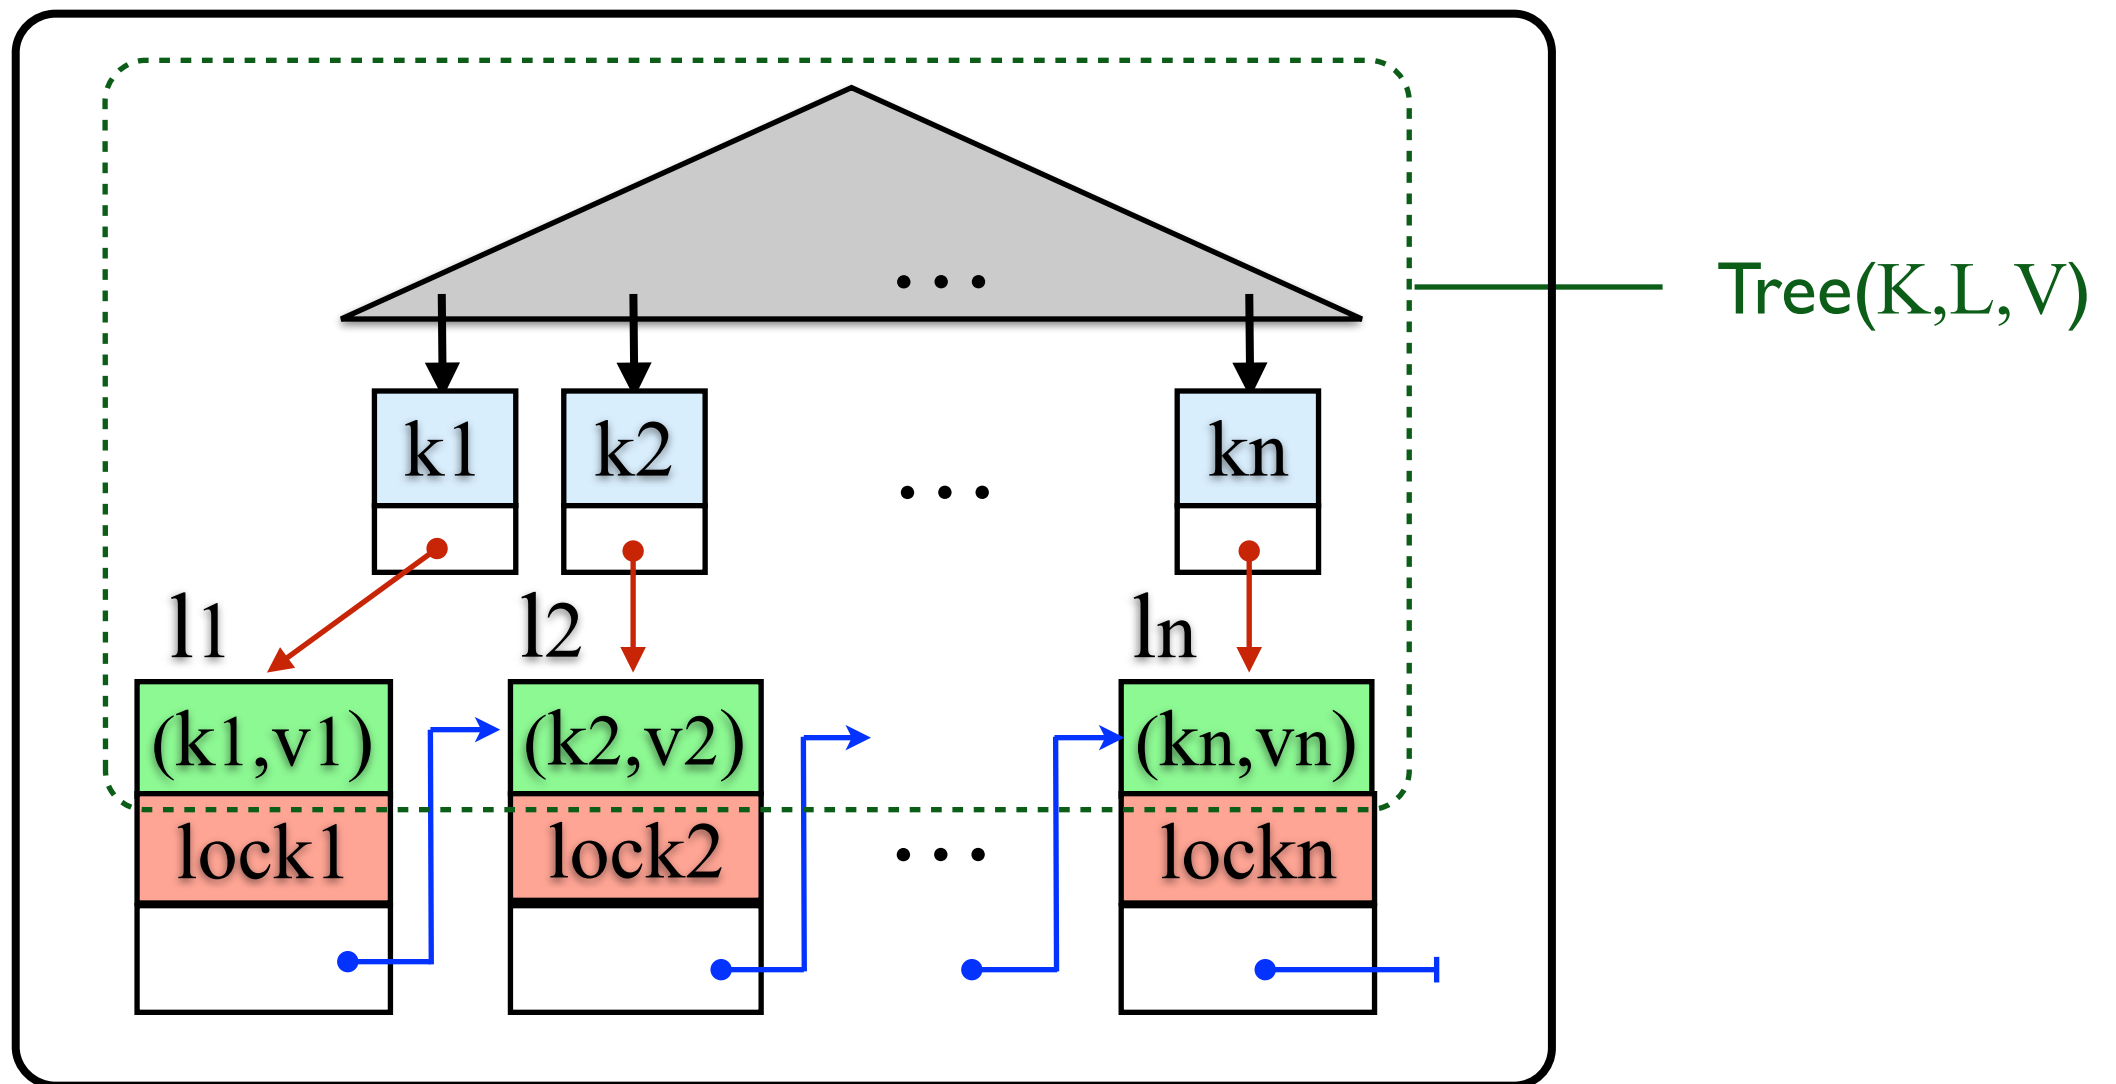 ...
Tree(K,L,V)
k1 k2 ... kn
l1 l2 ln
(k1,v1) (k2,v2) (kn,vn)
lock1 lock2 ... lockn